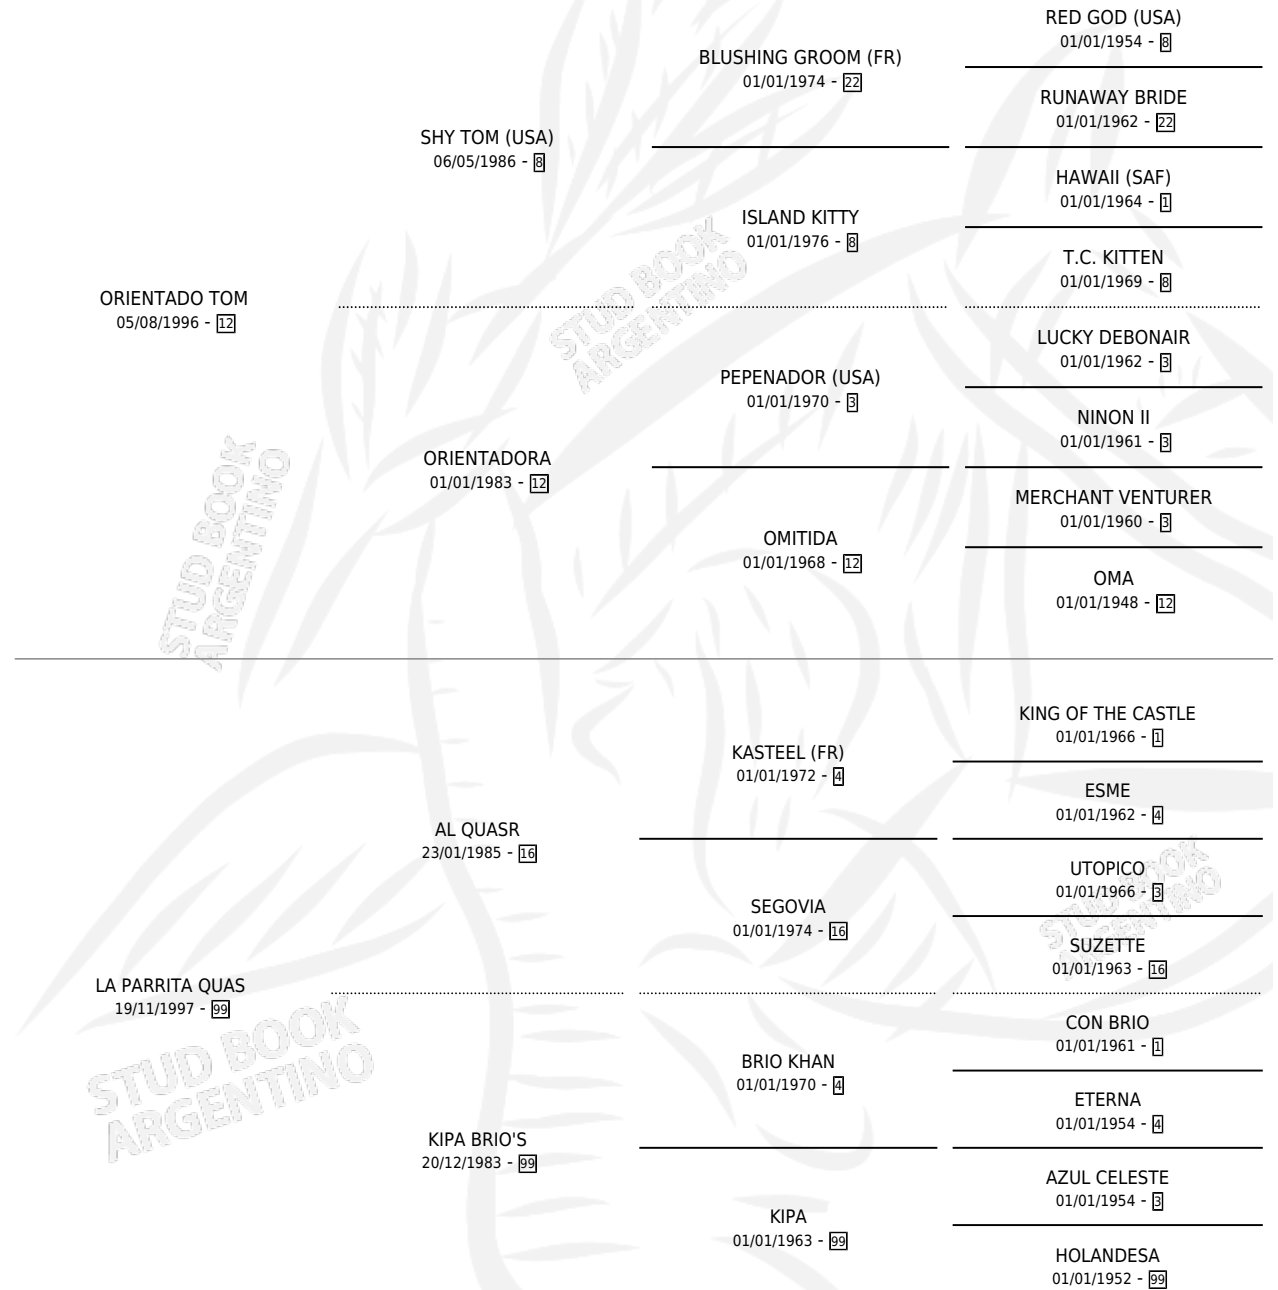 RED GOD (USA)
01/01/1954 - 8
BLUSHING GROOM (FR)
01/01/1974 - 22
RUNAWAY BRIDE
01/01/1962 - 22
SHY TOM (USA)
06/05/1986 - 8
HAWAII (SAF)
01/01/1964 - 1
ISLAND KITTY
01/01/1976 - 8
T.C. KITTEN
01/01/1969 - 8
ORIENTADO TOM
05/08/1996 - 12
LUCKY DEBONAIR
01/01/1962 - 3
PEPENADOR (USA)
01/01/1970 - 3
NINON II
01/01/1961 - 3
ORIENTADORA
01/01/1983 - 12
MERCHANT VENTURER
01/01/1960 - 3
OMITIDA
01/01/1968 - 12
OMA
01/01/1948 - 12
KING OF THE CASTLE
01/01/1966 - 1
KASTEEL (FR)
01/01/1972 - 4
ESME
01/01/1962 - 4
AL QUASR
23/01/1985 - 16
UTOPICO
01/01/1966 - 3
SEGOVIA
01/01/1974 - 16
SUZETTE
01/01/1963 - 16
LA PARRITA QUAS
19/11/1997 - 99
CON BRIO
01/01/1961 - 1
BRIO KHAN
01/01/1970 - 4
ETERNA
01/01/1954 - 4
KIPA BRIO'S
20/12/1983 - 99
AZUL CELESTE
01/01/1954 - 3
KIPA
01/01/1963 - 99
HOLANDESA
01/01/1952 - 99
STUD BOOK
ARGENTINO
STUD BOOK
ARGENTINO
STUD BOOK
ARGENTINO
STUD BOOK
ARGENTINO